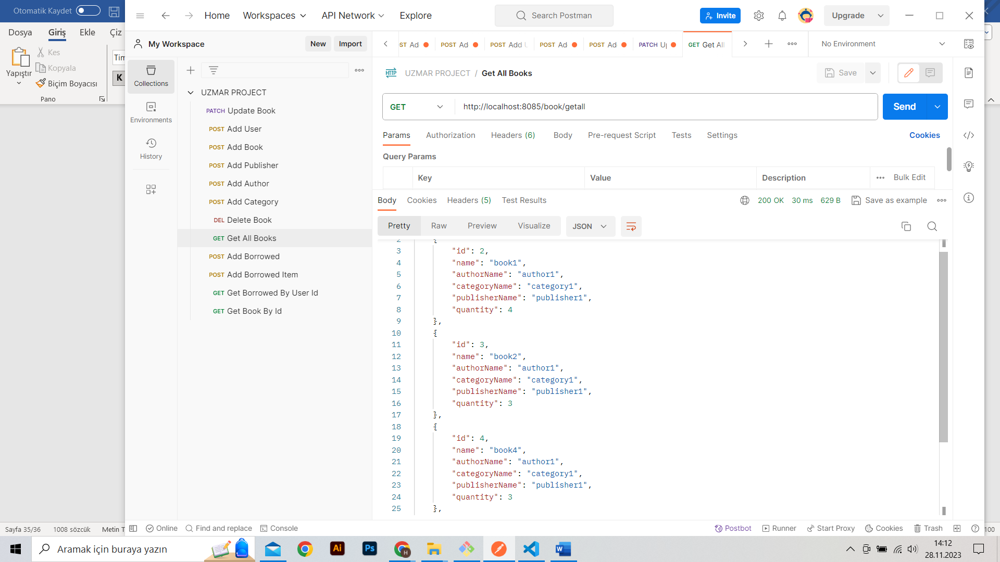 Otomatik Kaydet
Dosya Giriş Ekle Çiz
Yapıştır
Kes
Kopyala
Biçim Boyacısı
Pano
Tim
K
Home Workspaces API Network Explore
Search Postman
Invite
Upgrade
My Workspace
New Import
Ad
POST Ad
POST Add
POST Ad
POST Ad
PATCH
GET Get All
No Environment
Collections
Environments
History
UZMAR PROJECT
PATCH Update Book
POST Add User
POST Add Book
POST Add Publisher
POST Add Author
POST Add Category
DEL Delete Book
GET Get All Books
POST Add Borrowed
POST Add Borrowed Item
GET Get Borrowed By User Id
GET Get Book By Id
HTTP UZMAR PROJECT / Get All Books
Save
GET http://localhost:8085/book/getall Send
Params Authorization Headers (6) Body Pre-request Script Tests Settings Cookies
Query Params
Key Value Description Bulk Edit
Body Cookies Headers (5) Test Results 200 OK 30 ms 629 B Save as example
Pretty Raw Preview Visualize JSON
2 {
3 "id": 2,
4 "name": "book1",
5 "authorName": "author1",
6 "categoryName": "category1",
7 "publisherName": "publisher1",
8 "quantity": 4
9 },
10 {
11 "id": 3,
12 "name": "book2",
13 "authorName": "author1",
14 "categoryName": "category1",
15 "publisherName": "publisher1",
16 "quantity": 3
17 },
18 {
19 "id": 4,
20 "name": "book4",
21 "authorName": "author1",
22 "categoryName": "category1",
23 "publisherName": "publisher1",
24 "quantity": 3
25 },
Sayfa 35/36 1008 sözcük Metin T
Online Find and replace Console
Postbot Runner Start Proxy Cookies Trash
100
Aramak için buraya yazın
Ai
Ps
H
W
14:12
28.11.2023